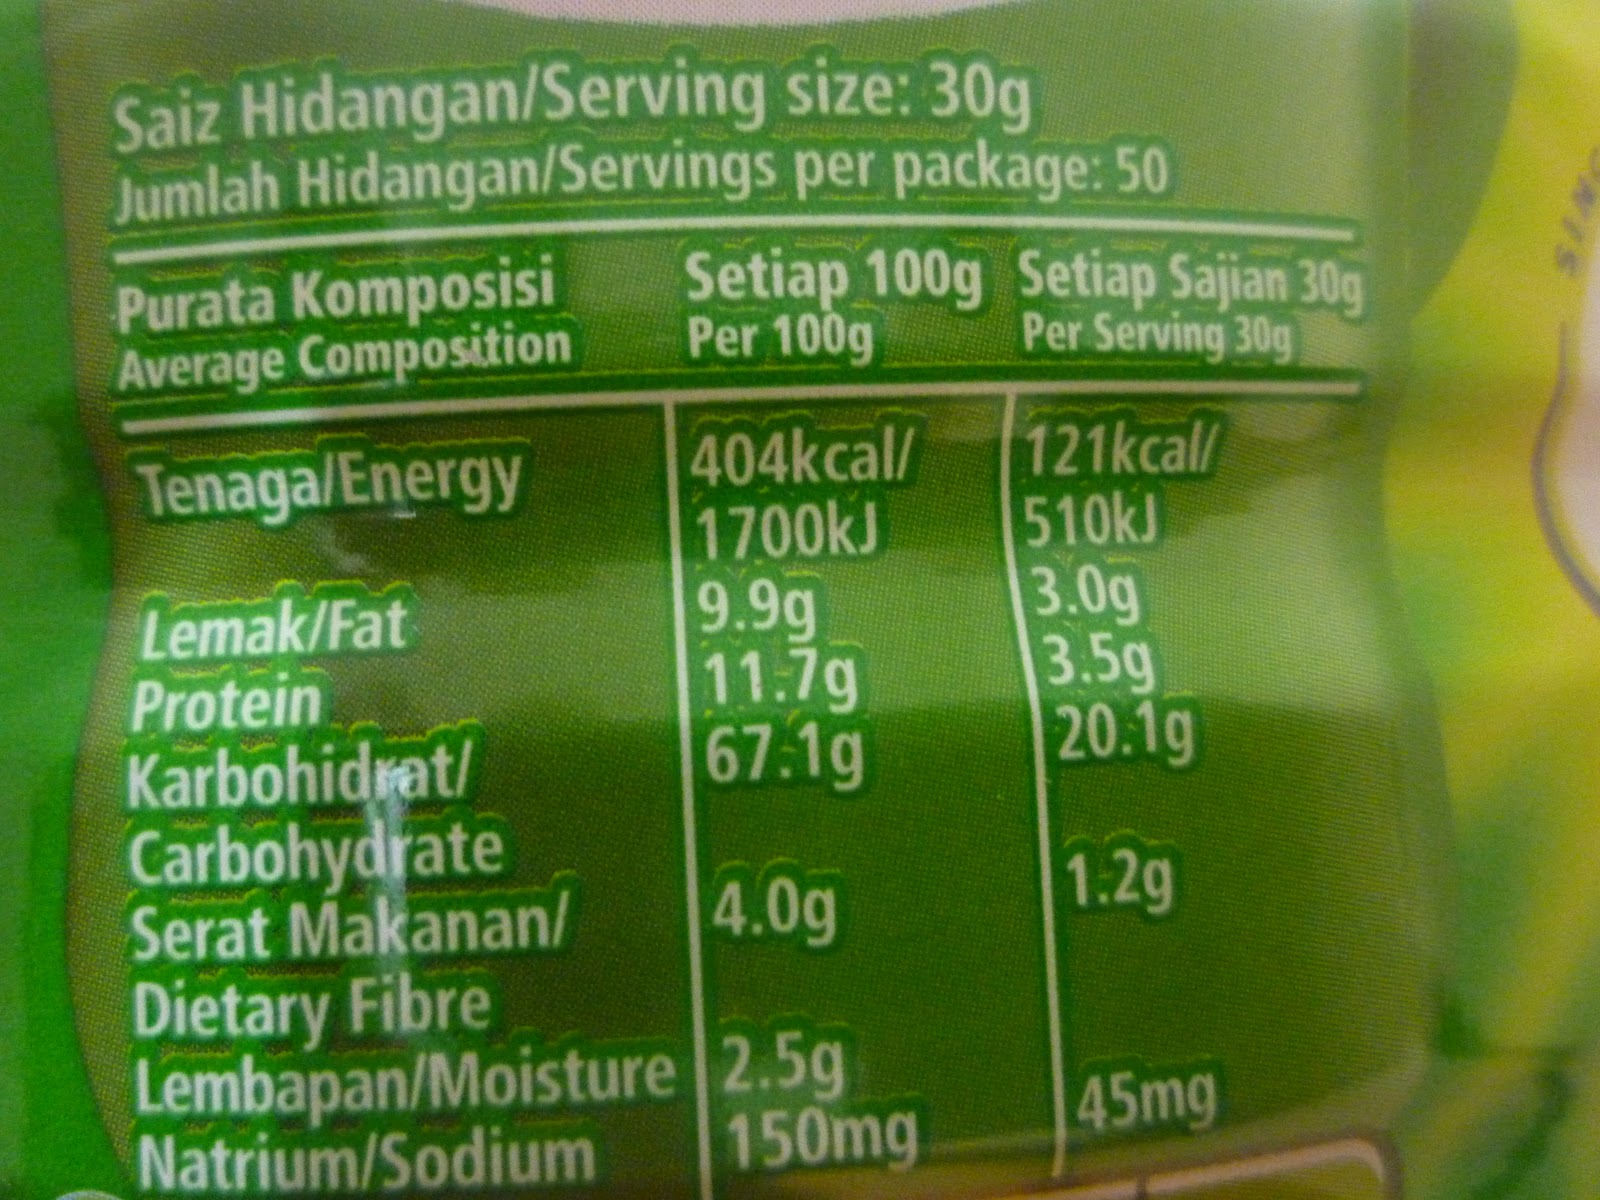 Saiz Hidangan/Serving size: 30g
Jumlah Hidangan/Servings per package: 50
Purata Komposisi Setiap 100g Setiap Sajian 30g
Average Composition Per 100g Per Serving 30g
Tenaga/Energy 404kcal/ 121kcal/
1700kJ 510kJ
Lemak/Fat 9.9g 3.0g
Protein 11.7g 3.5g
Karbohidrat/ 67.1g 20.1g
Carbohydrate
Serat Makanan/ 4.0g 1.2g
Dietary Fibre
Lembapan/Moisture 2.5g
Natrium/Sodium 150mg 45mg